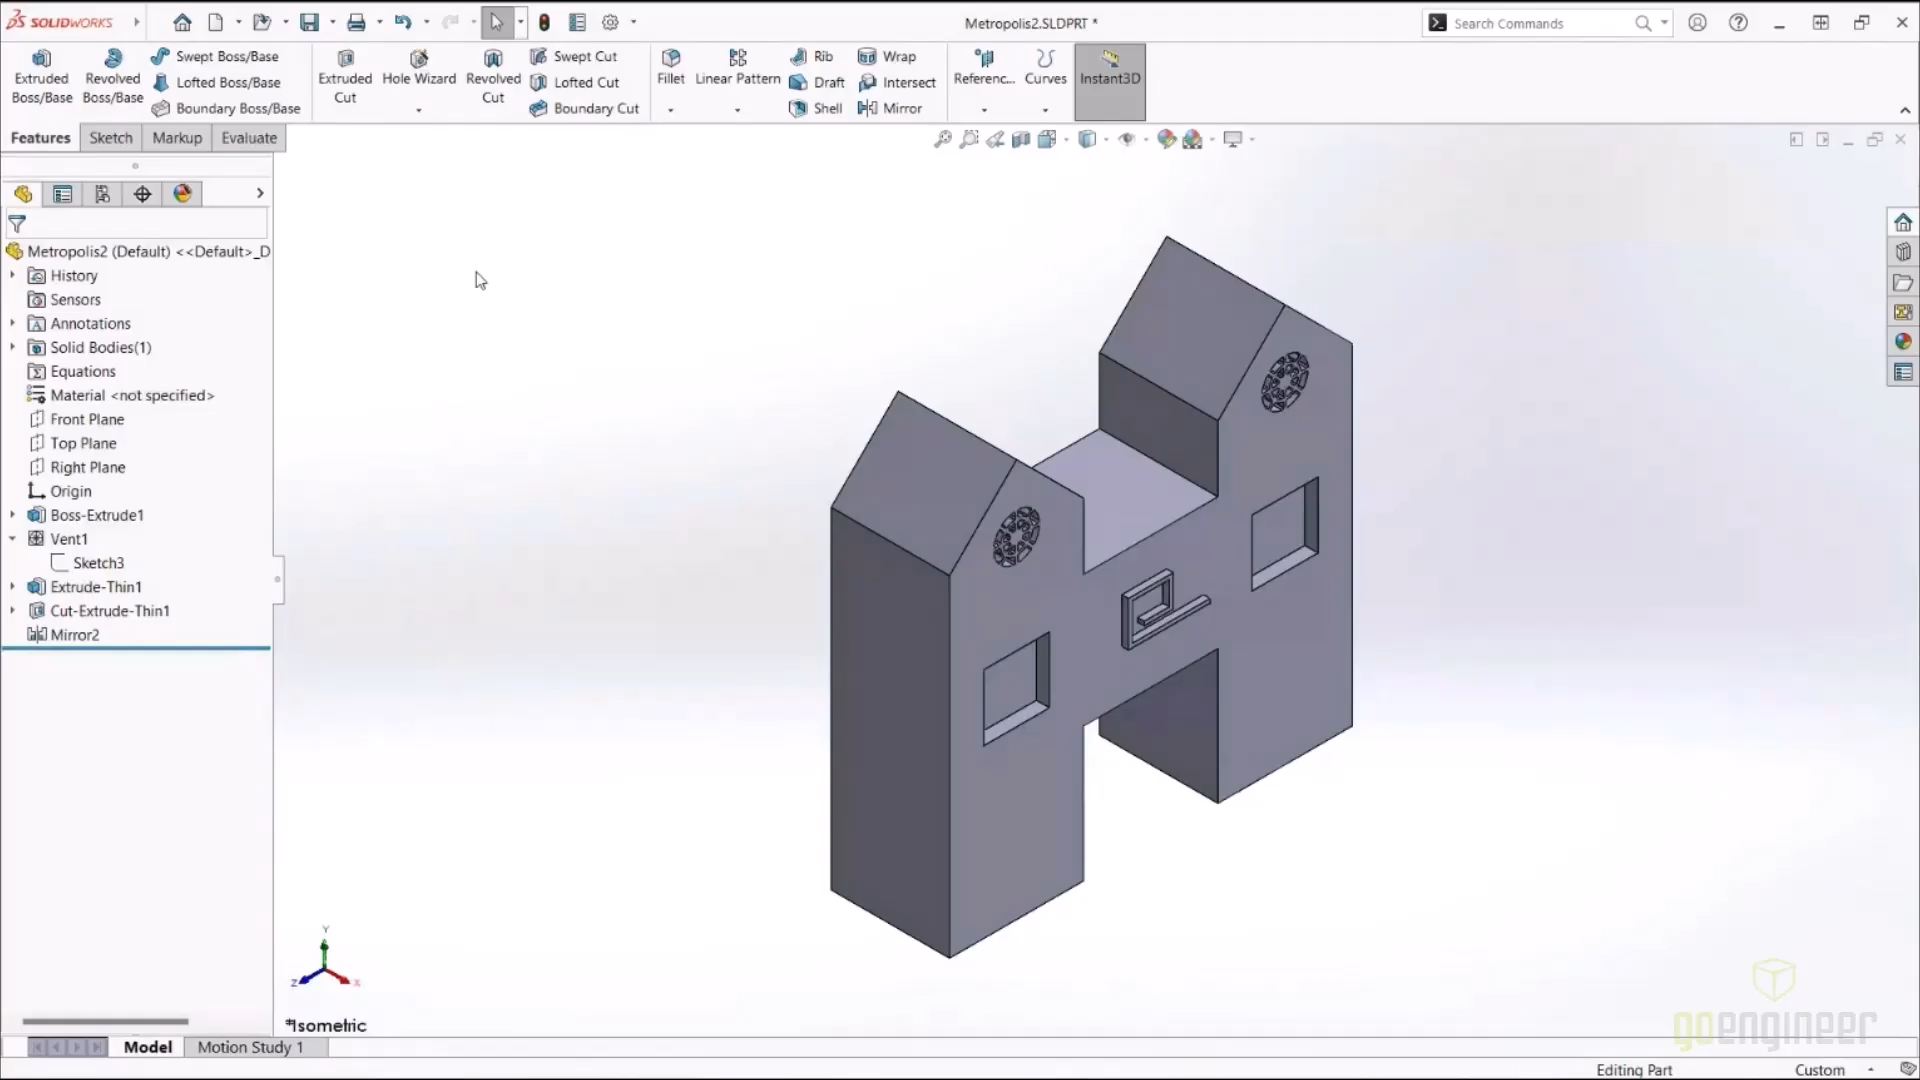 SOLIDWORKS
Metropolis2.SLDPRT *
Search Commands
Extruded Boss/Base
Revolved Boss/Base
Swept Boss/Base
Lofted Boss/Base
Boundary Boss/Base
Extruded Cut
Hole Wizard
Revolved Cut
Swept Cut
Lofted Cut
Boundary Cut
Fillet
Linear Pattern
Rib
Draft
Shell
Wrap
Intersect
Mirror
Referenc...
Curves
Instant3D
Features
Sketch
Markup
Evaluate
Metropolis2 (Default) <<Default>_D
History
Sensors
Annotations
Solid Bodies(1)
Equations
Material <not specified>
Front Plane
Top Plane
Right Plane
Origin
Boss-Extrude1
Vent1
Sketch3
Extrude-Thin1
Cut-Extrude-Thin1
Mirror2
Y
Z
X
*Isometric
goengineer
Model
Motion Study 1
Editing Part
Custom